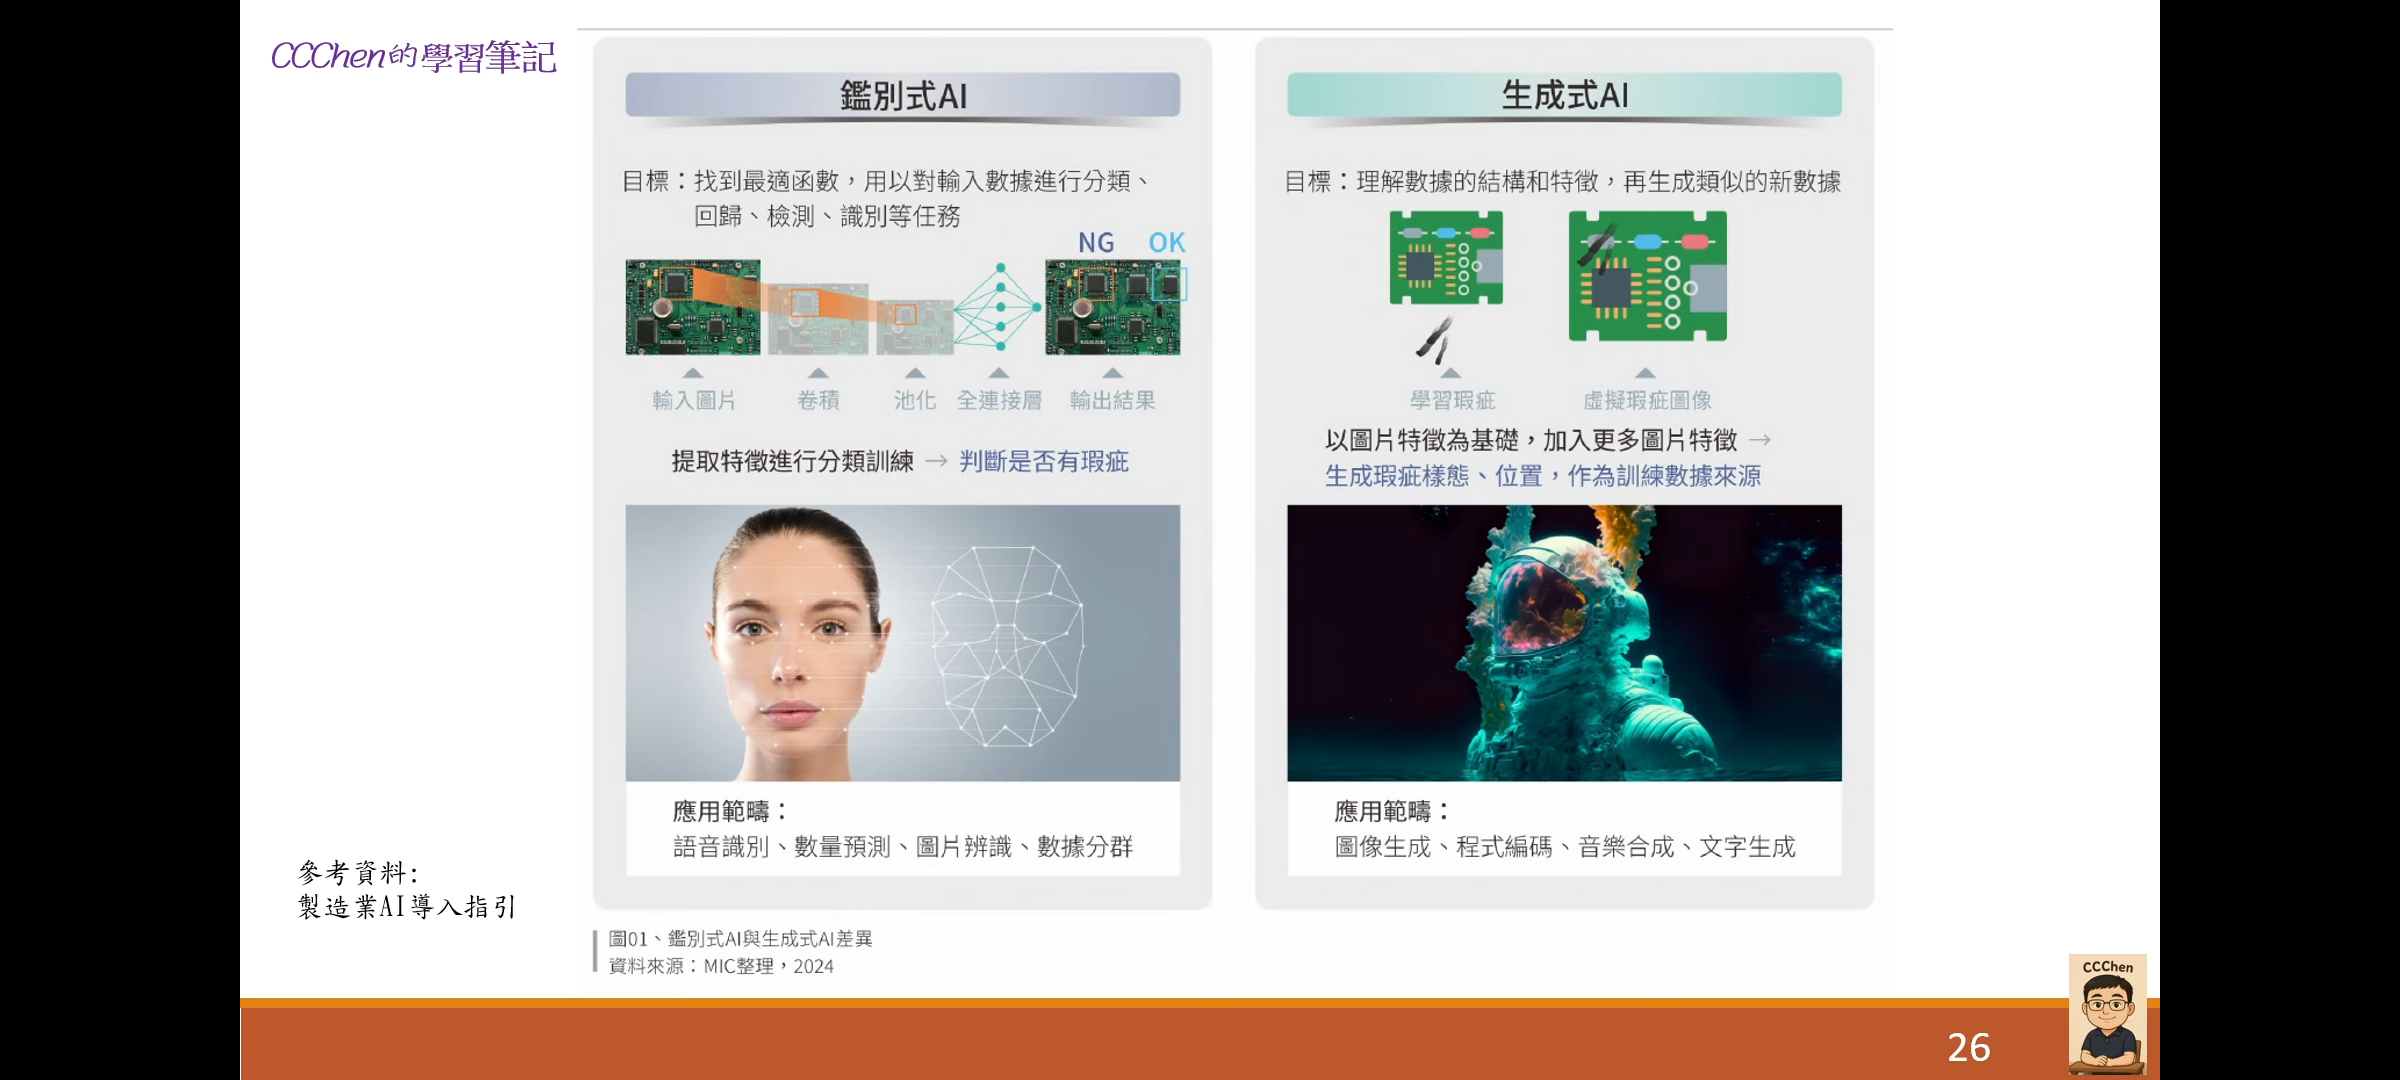 CCChen的學習筆記
鑑別式AI
目標：找到最適函數，用以對輸入數據進行分類、
回歸、檢測、識別等任務
NG OK
輸入圖片 卷積 池化 全連接層 輸出結果
提取特徵進行分類訓練 → 判斷是否有瑕疵
應用範疇：
語音識別、數量預測、圖片辨識、數據分群
生成式AI
目標：理解數據的結構和特徵，再生成類似的新數據
學習瑕疵 虛擬瑕疵圖像
以圖片特徵為基礎，加入更多圖片特徵 →
生成瑕疵樣態、位置，作為訓練數據來源
應用範疇：
圖像生成、程式編碼、音樂合成、文字生成
參考資料:
製造業AI導入指引
圖01、鑑別式AI與生成式AI差異
資料來源：MIC整理，2024
CCChen
26